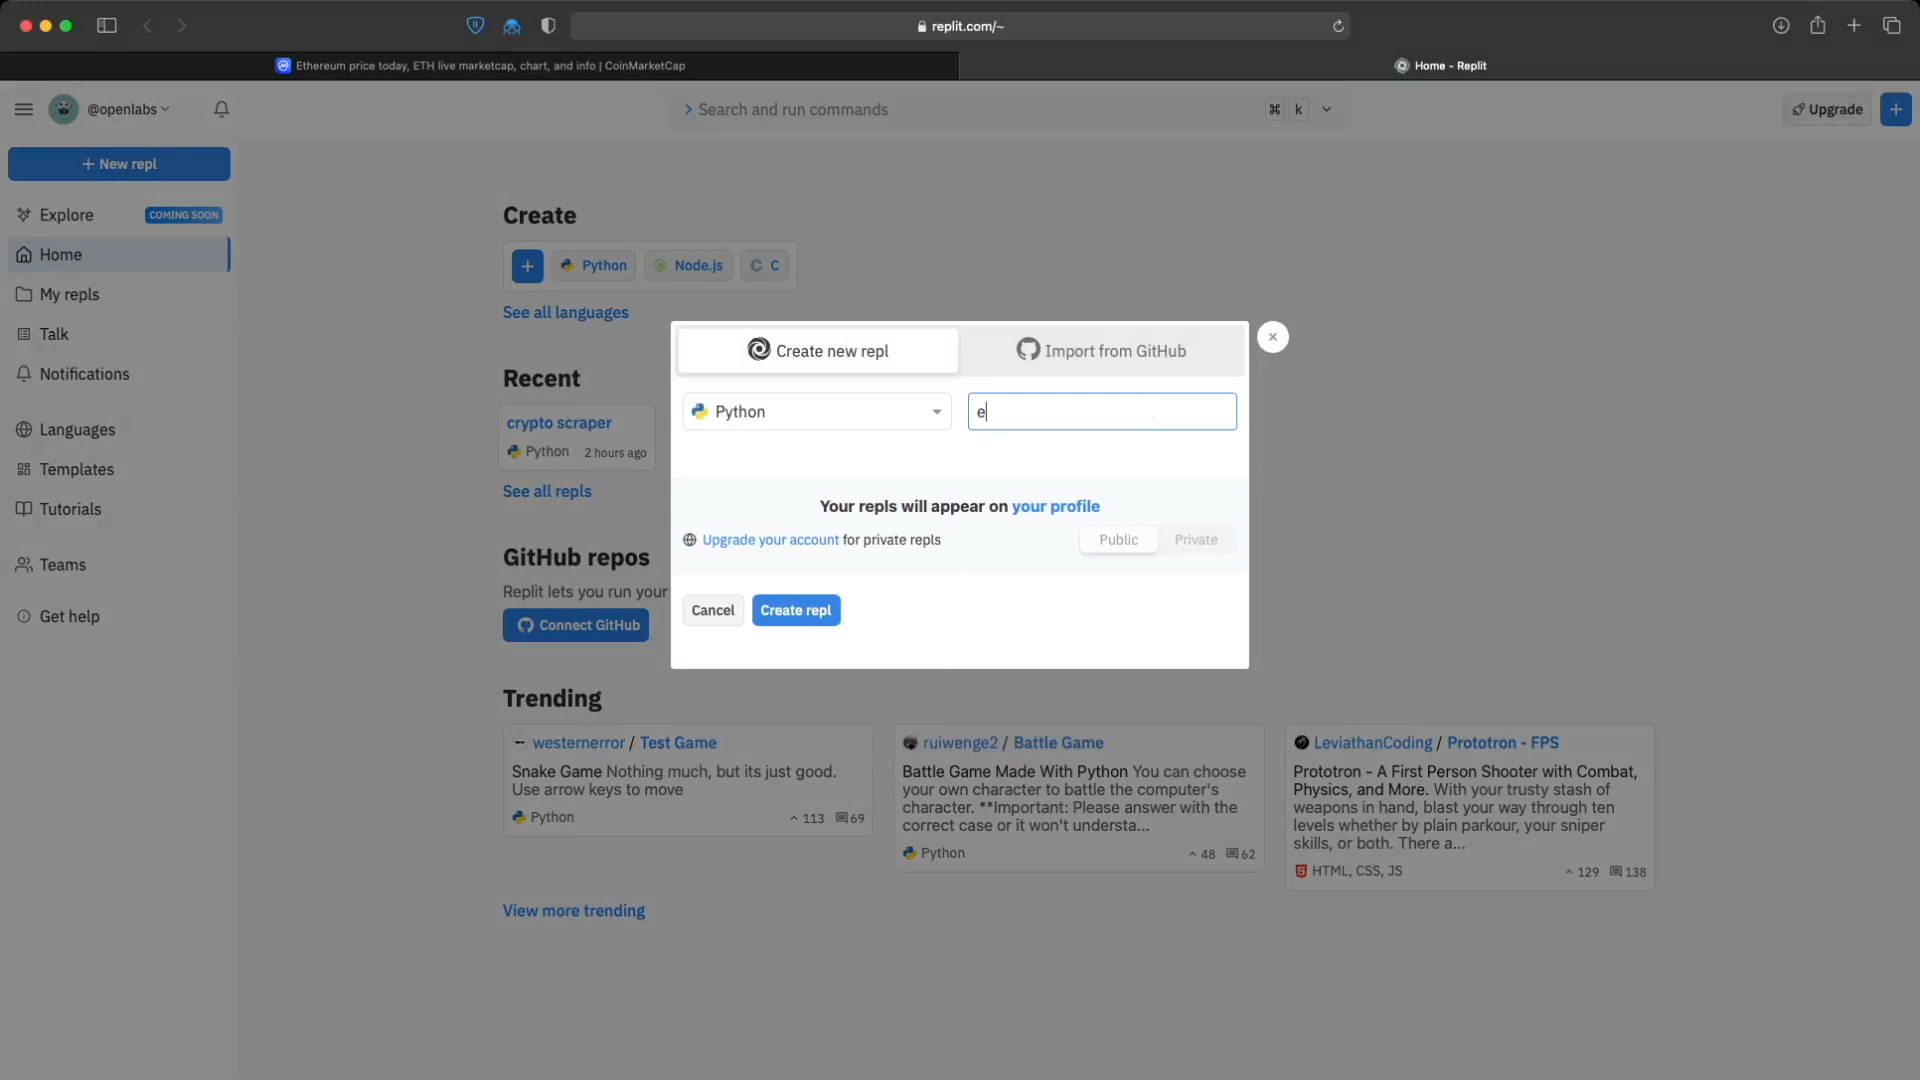 replit.com/~
Ethereum price today, ETH live marketcap, chart, and info | CoinMarketCap
Home - Replit
@openlabs
Search and run commands
⌘ k
Upgrade
+ New repl
Explore COMING SOON
Home
My repls
Talk
Notifications
Languages
Templates
Tutorials
Teams
Get help
Create
+ Python Node.js C C
See all languages
Recent
crypto scraper
Python 2 hours ago
See all repls
GitHub repos
Replit lets you run your
Connect GitHub
Create new repl
Import from GitHub
Python
e
Your repls will appear on your profile
Upgrade your account for private repls
Public Private
Cancel
Create repl
Trending
westernerror / Test Game
Snake Game Nothing much, but its just good.
Use arrow keys to move
Python
113 69
ruiwenge2 / Battle Game
Battle Game Made With Python You can choose
your own character to battle the computer's
character. **Important: Please answer with the
correct case or it won't understa...
Python
48 62
LeviathanCoding / Prototron - FPS
Prototron - A First Person Shooter with Combat,
Physics, and More. With your trusty stash of
weapons in hand, blast your way through ten
levels whether by plain parkour, your sniper
skills, or both. There a...
HTML, CSS, JS
129 138
View more trending